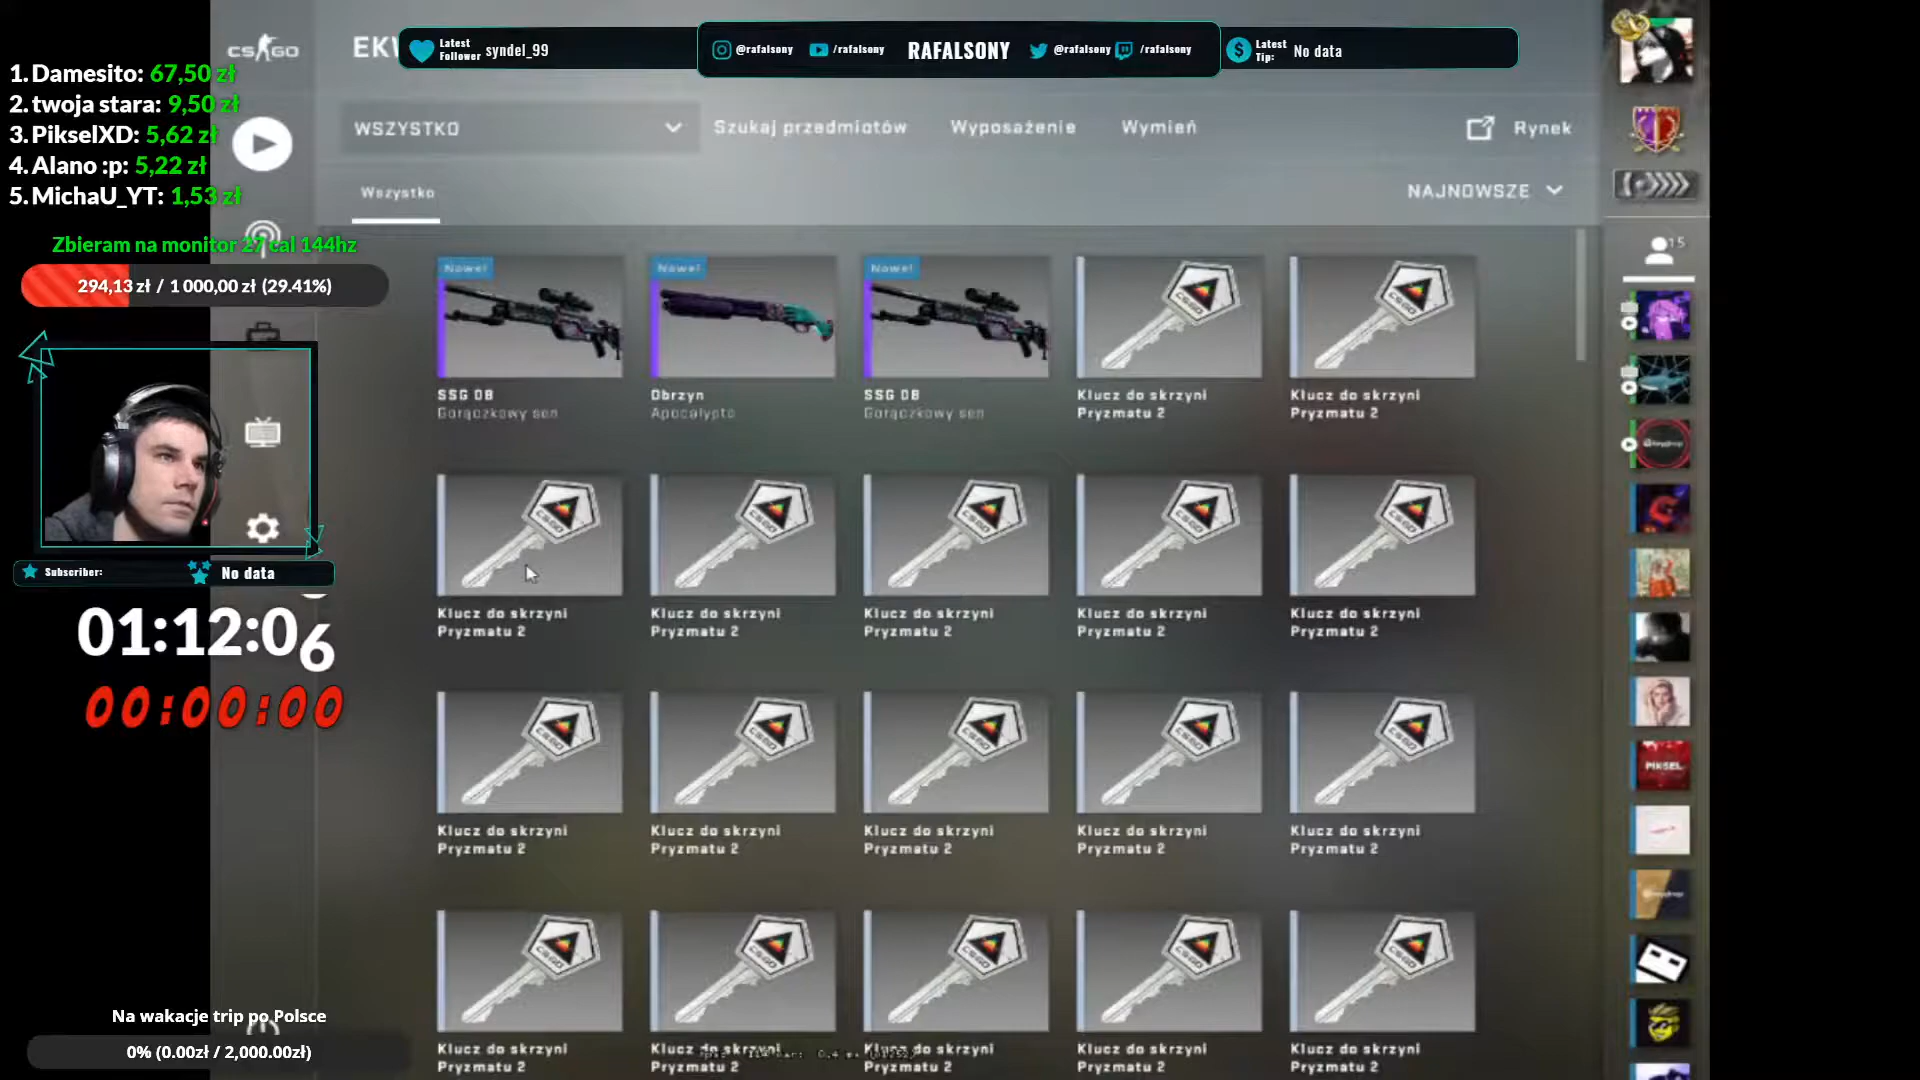 1. Damesito: 67,50 zł
2. twoja stara: 9,50 zł
3. PikselXD: 5,62 zł
4. Alano :p: 5,22 zł
5. MichaU_YT: 1,53 zł
Zbieram na monitor 27 cal 144hz
294,13 zł / 1 000,00 zł (29.41%)
Subscriber:
No data
01:12:06
00:00:00
Na wakacje trip po Polsce
0% (0.00zł / 2,000.00zł)
CS GO
Latest Follower syndel_99
@rafalsony /rafalsony RAFALSONY @rafalsony /rafalsony
Latest Tip: No data
WSZYSTKO
Szukaj przedmiotów Wyposażenie Wymień
Rynek
Wszystko
NAJNOWSZE
15
Nowe! Nowe! Nowe!
SSG 08 Obrzyn SSG 08 Klucz do skrzyni Klucz do skrzyni
Gorączkowy sen Apocalypto Gorączkowy sen Pryzmatu 2 Pryzmatu 2
Klucz do skrzyni Klucz do skrzyni Klucz do skrzyni Klucz do skrzyni Klucz do skrzyni
Pryzmatu 2 Pryzmatu 2 Pryzmatu 2 Pryzmatu 2 Pryzmatu 2
Klucz do skrzyni Klucz do skrzyni Klucz do skrzyni Klucz do skrzyni Klucz do skrzyni
Pryzmatu 2 Pryzmatu 2 Pryzmatu 2 Pryzmatu 2 Pryzmatu 2
Klucz do skrzyni Klucz do skrzyni Klucz do skrzyni Klucz do skrzyni Klucz do skrzyni
Pryzmatu 2 Pryzmatu 2 Pryzmatu 2 Pryzmatu 2 Pryzmatu 2
PIKSEL